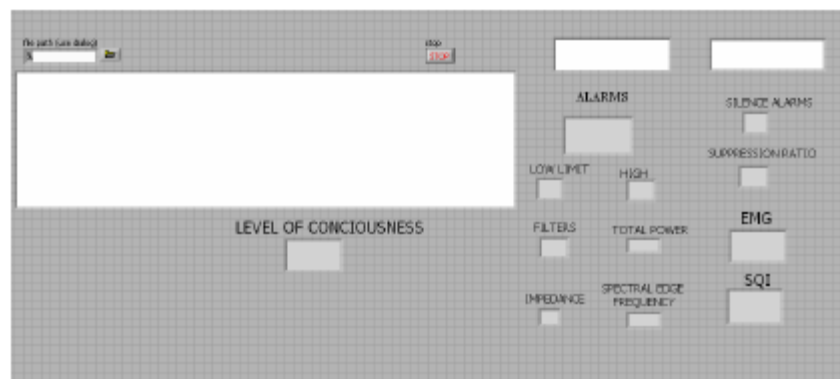 file path (use dialog)
stop
STOP
ALARMS
SILENCE ALARMS
LOW LIMIT
HIGH
SUPPRESSION RATIO
LEVEL OF CONCIOUSNESS
FILTERS
TOTAL POWER
EMG
IMPEDANCE
SPECTRAL EDGE
FREQUENCY
SQI